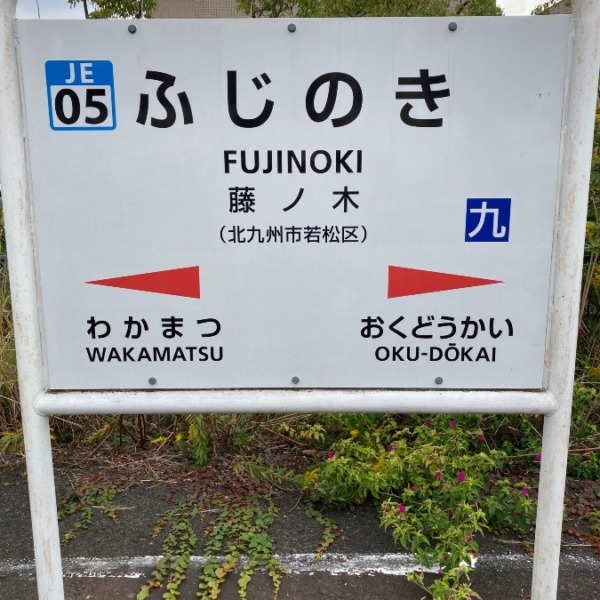 JE
05
ふじのき
FUJINOKI
藤ノ木
(北九州市若松区)
九
わかまつ
WAKAMATSU
おくどうかい
OKU-DŌKAI